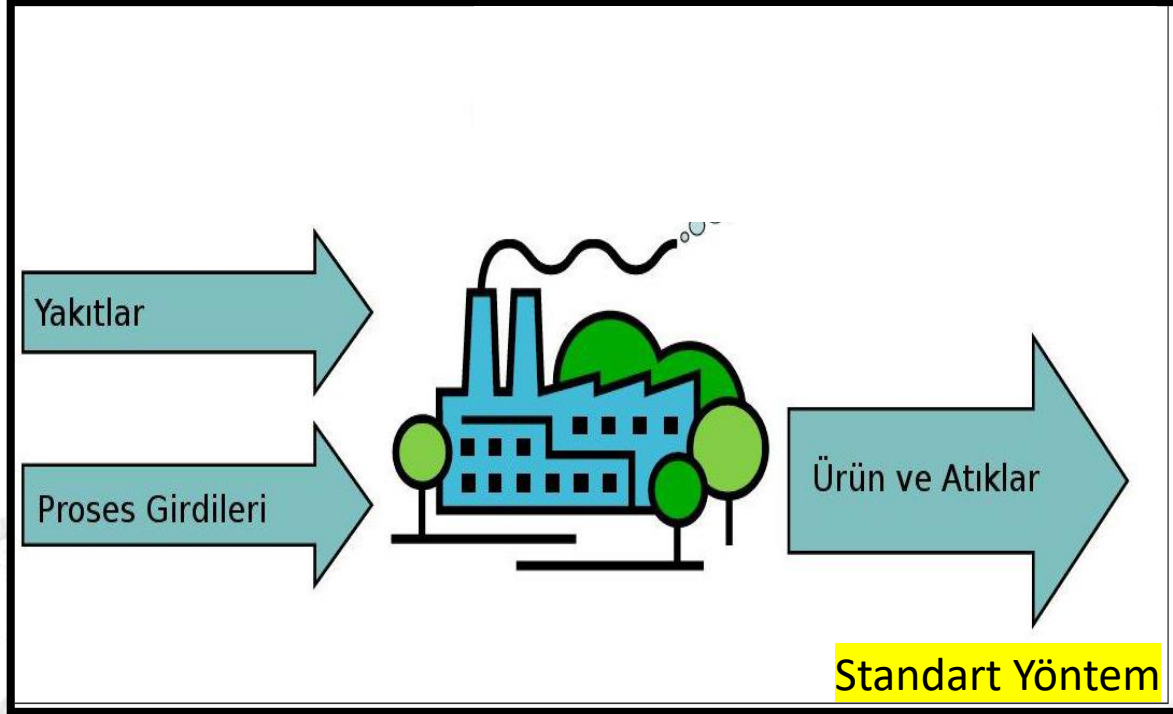 Yakıtlar
Proses Girdileri
Ürün ve Atıklar
Standart Yöntem